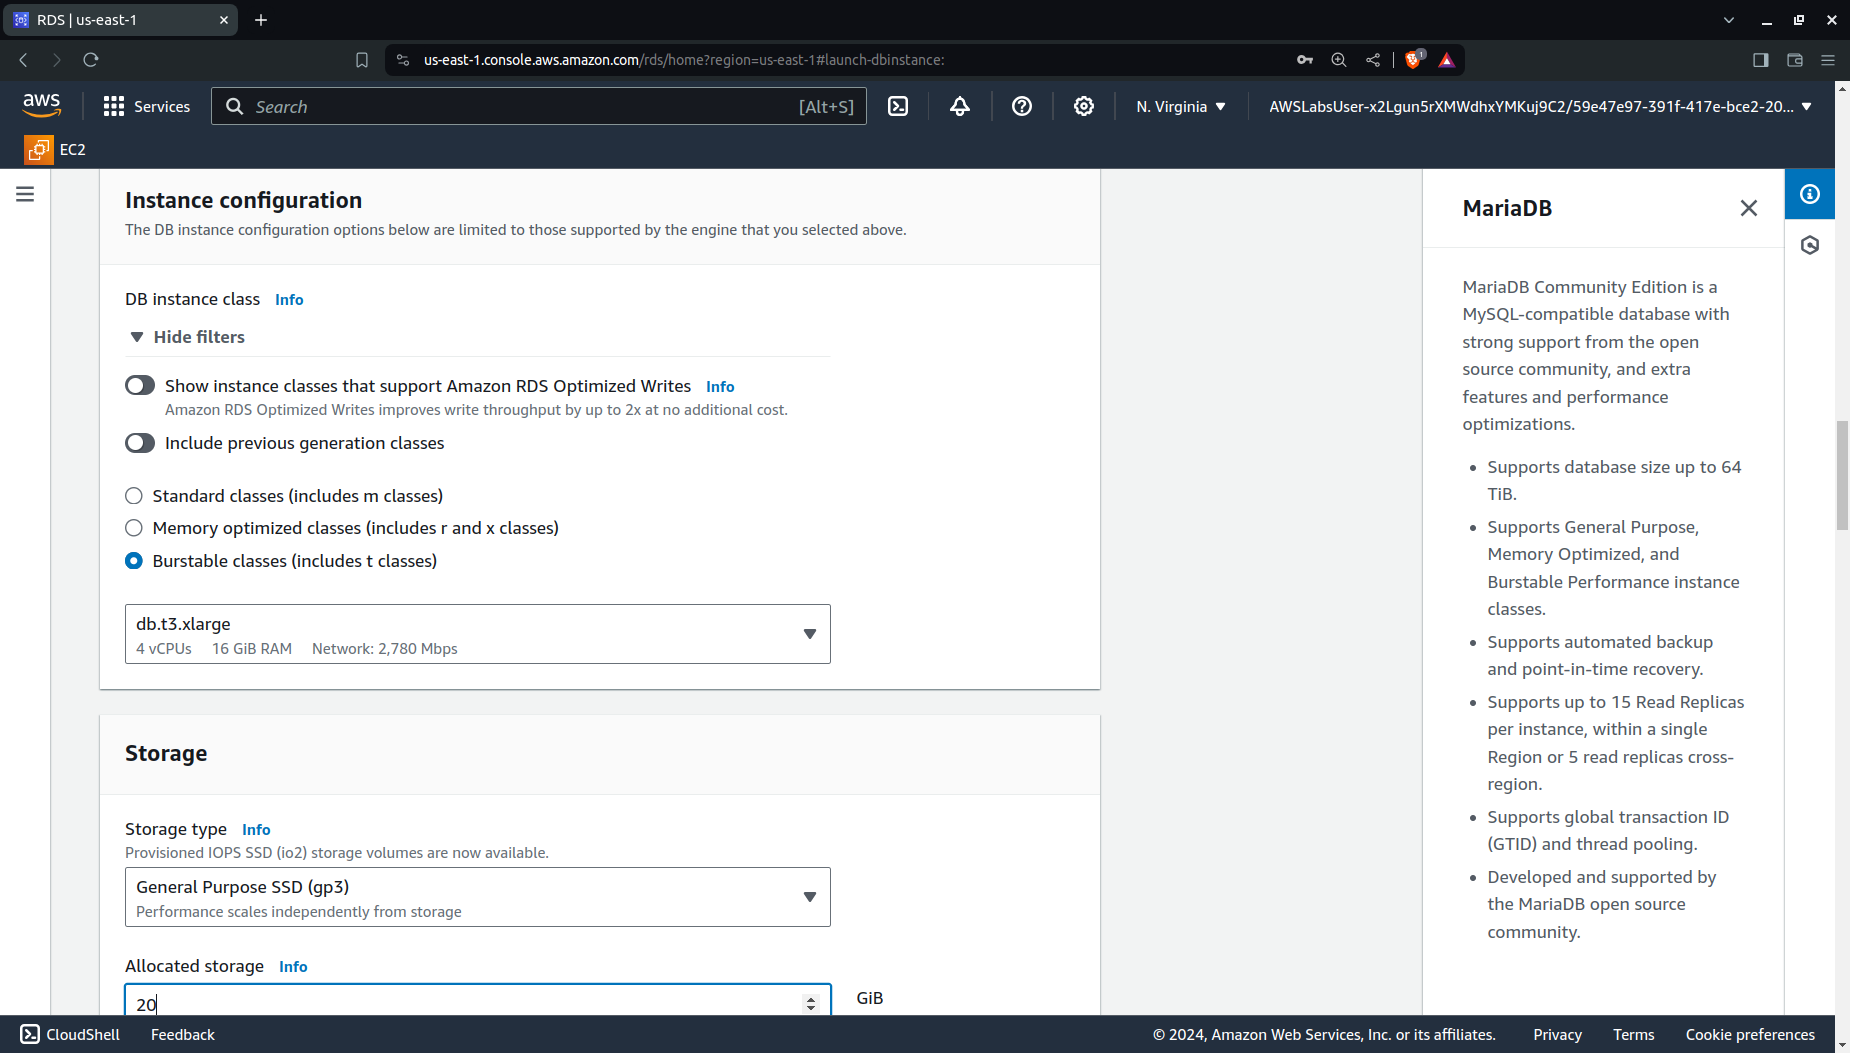 RDS | us-east-1
us-east-1.console.aws.amazon.com/rds/home?region=us-east-1#launch-dbinstance:
1
aws
Services
Search
[Alt+S]
N. Virginia
AWSLabsUser-x2Lgun5rXMWdhxYMKuj9C2/59e47e97-391f-417e-bce2-20...
EC2
Instance configuration
The DB instance configuration options below are limited to those supported by the engine that you selected above.
DB instance class Info
Hide filters
Show instance classes that support Amazon RDS Optimized Writes Info
Amazon RDS Optimized Writes improves write throughput by up to 2x at no additional cost.
Include previous generation classes
Standard classes (includes m classes)
Memory optimized classes (includes r and x classes)
Burstable classes (includes t classes)
db.t3.xlarge
4 vCPUs 16 GiB RAM Network: 2,780 Mbps
Storage
Storage type Info
Provisioned IOPS SSD (io2) storage volumes are now available.
General Purpose SSD (gp3)
Performance scales independently from storage
Allocated storage Info
20
GiB
MariaDB
MariaDB Community Edition is a
MySQL-compatible database with
strong support from the open
source community, and extra
features and performance
optimizations.
• Supports database size up to 64
TiB.
• Supports General Purpose,
Memory Optimized, and
Burstable Performance instance
classes.
• Supports automated backup
and point-in-time recovery.
• Supports up to 15 Read Replicas
per instance, within a single
Region or 5 read replicas cross-
region.
• Supports global transaction ID
(GTID) and thread pooling.
• Developed and supported by
the MariaDB open source
community.
CloudShell
Feedback
© 2024, Amazon Web Services, Inc. or its affiliates.
Privacy
Terms
Cookie preferences